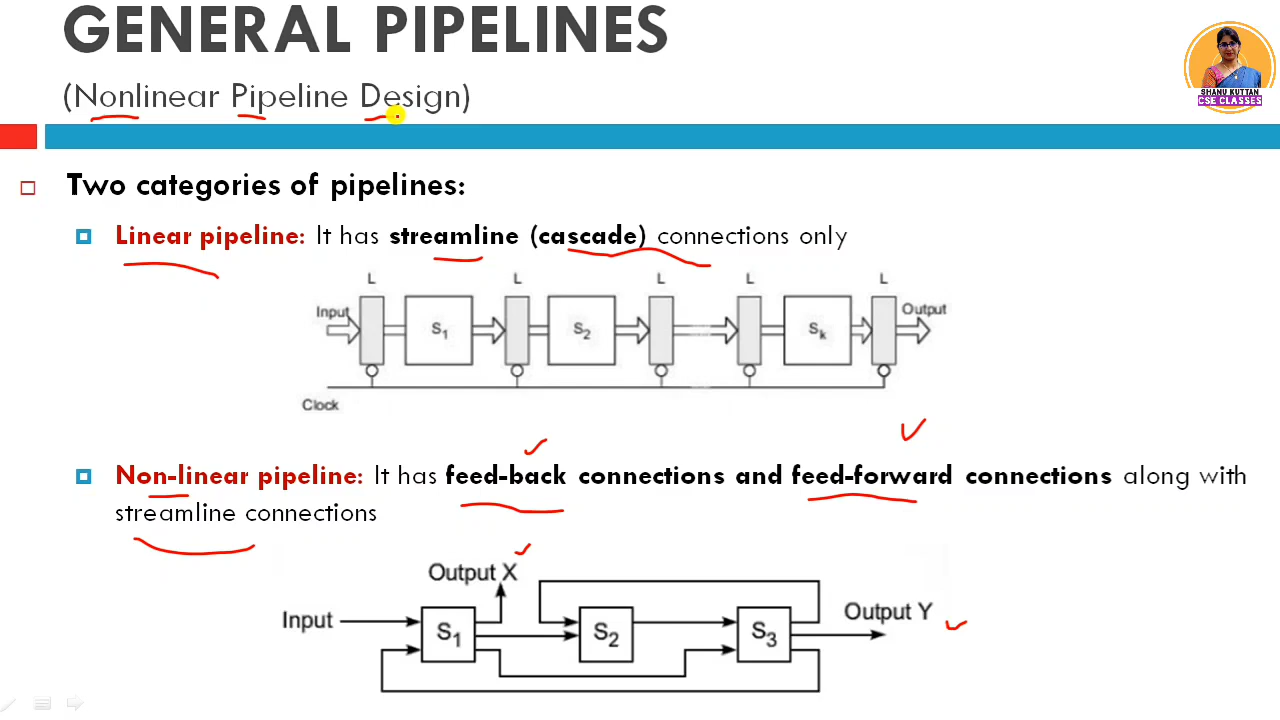 GENERAL PIPELINES
(Nonlinear Pipeline Design)
SHANU KUTTAN
CSE CLASSES
Two categories of pipelines:
Linear pipeline: It has streamline (cascade) connections only
L L L L L
Input S1 S2 Sk Output
Clock
Non-linear pipeline: It has feed-back connections and feed-forward connections along with
streamline connections
Output X
Input S1 S2 S3 Output Y